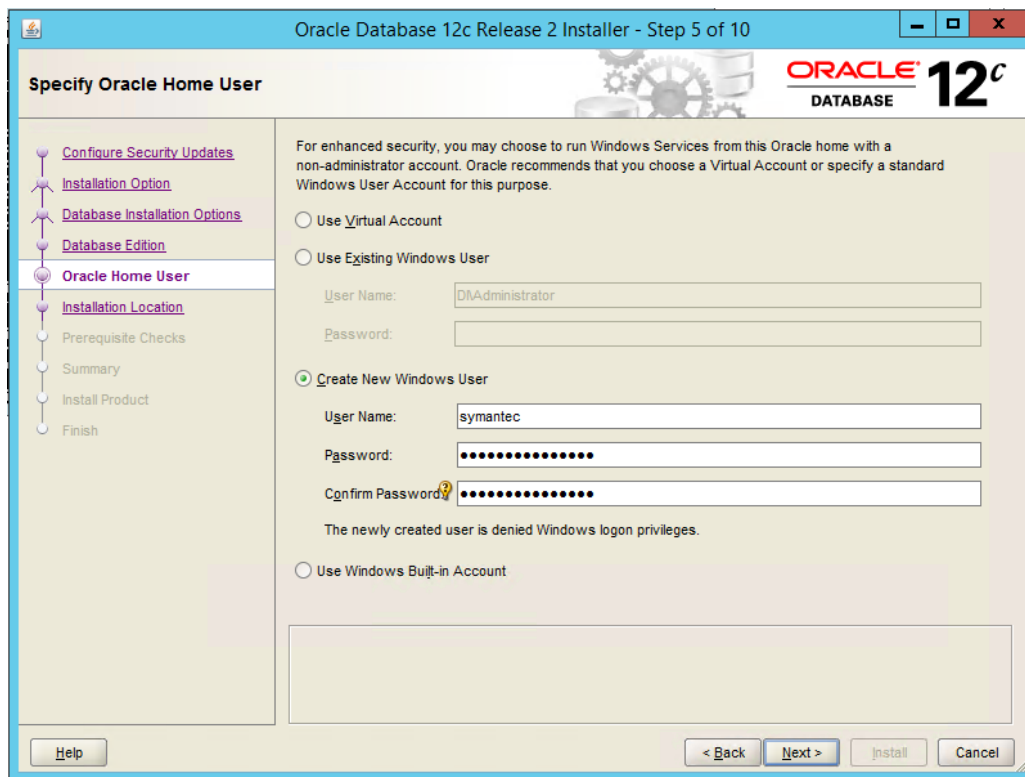 Oracle Database 12c Release 2 Installer - Step 5 of 10
Specify Oracle Home User
ORACLE®
DATABASE
12c
Configure Security Updates
Installation Option
Database Installation Options
Database Edition
Oracle Home User
Installation Location
Prerequisite Checks
Summary
Install Product
Finish
For enhanced security, you may choose to run Windows Services from this Oracle home with a
non-administrator account. Oracle recommends that you choose a Virtual Account or specify a standard
Windows User Account for this purpose.
Use Virtual Account
Use Existing Windows User
User Name: DI\Administrator
Password:
Create New Windows User
User Name: symantec
Password: ●●●●●●●●●●●●●●●
Confirm Password: ●●●●●●●●●●●●●●●
The newly created user is denied Windows logon privileges.
Use Windows Built-in Account
Help
< Back
Next >
Install
Cancel